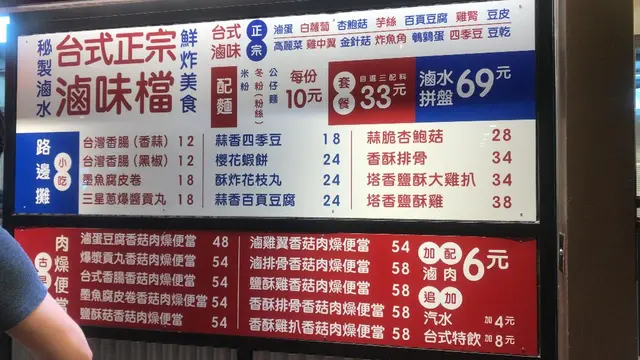 秘製滷水
台式正宗
滷味檔
鮮炸美食
台式滷味
正宗
滷蛋 白蘿蔔 杏鮑菇 芋絲 百頁豆腐 雞腎 豆皮
高麗菜 雞中翼 金針菇 炸魚角 鵪鶉蛋 四季豆 豆乾
配麵
米粉
冬粉(粉絲)
公仔麵
每份
10元
套餐
自選三配料
33元
滷水拼盤 69元
路邊攤
小吃
台灣香腸(香蒜) 12
台灣香腸(黑椒) 12
墨魚腐皮卷 18
三星蔥爆醬貢丸 18
蒜香四季豆 18
櫻花蝦餅 24
酥炸花枝丸 24
蒜香百頁豆腐 24
蒜脆杏鮑菇 28
香酥排骨 34
塔香鹽酥大雞扒 34
塔香鹽酥雞 38
古早
肉燥便當
滷蛋豆腐香菇肉燥便當 48
爆漿貢丸香菇肉燥便當 54
台式香腸香菇肉燥便當 54
墨魚腐皮卷香菇肉燥便當 54
鹽酥菇香菇肉燥便當 54
滷雞翼香菇肉燥便當 54
滷排骨香菇肉燥便當 58
鹽酥雞香菇肉燥便當 58
香酥排骨香菇肉燥便當 58
香酥雞扒香菇肉燥便當 58
加配
滷肉 6元
追加
汽水 加4元
台式特飲 加8元